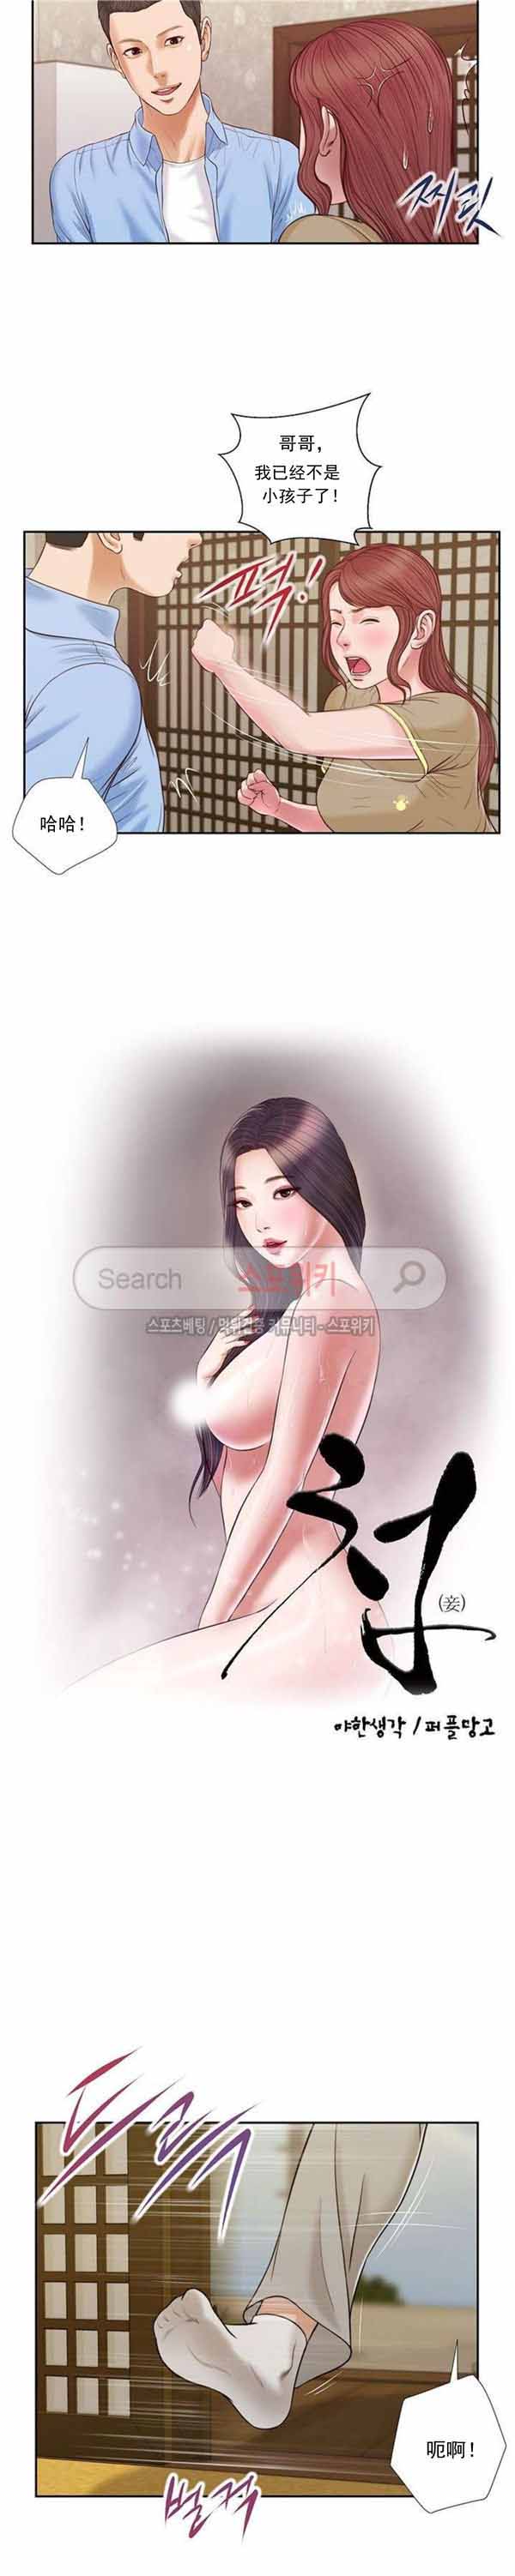 찌릿
哥哥，
我已经不是
小孩子了！
퍽!
哈哈！
Search 스포위키
스포츠베팅 / 먹튀검증 커뮤니티 - 스포위키
첩
(妾)
야한생각 / 퍼플망고
드륵
呃啊！
벌컥